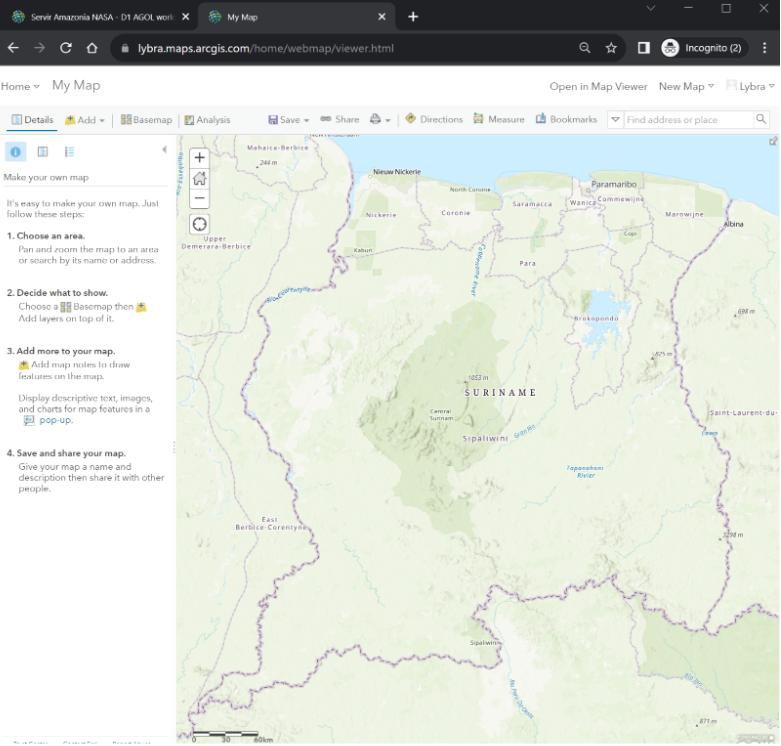 Servir Amazonia NASA - D1 AGOL work
My Map
lybra.maps.arcgis.com/home/webmap/viewer.html
Incognito (2)
Home
My Map
Open in Map Viewer
New Map
Lybra
Details
Add
Basemap
Analysis
Save
Share
Directions
Measure
Bookmarks
Find address or place
Make your own map
It's easy to make your own map. Just
follow these steps:
1. Choose an area.
Pan and zoom the map to an area
or search by its name or address.
2. Decide what to show.
Choose a Basemap then
Add layers on top of it.
3. Add more to your map.
Add map notes to draw
features on the map.
Display descriptive text, images,
and charts for map features in a
pop-up.
4. Save and share your map.
Give your map a name and
description then share it with other
people.
Mahaica-Berbice
244 m
Nieuw Nickerie
North Coronie
Paramaribo
Saramacca
Wanica
Commewijne
Nickerie
Coronie
Marowijne
Albina
Upper
Demerara-Berbice
Kaburi
Para
Coppename River
Brokopondo
698 m
825 m
1053 m
SURINAME
Central
Surinam
Sipaliwini
Gran Rio
Saint-Laurent-du-
Lawa
Tapanahoni
Rivier
East
Berbice-Corentyne
Sipaliwini
871 m
0 30 60km